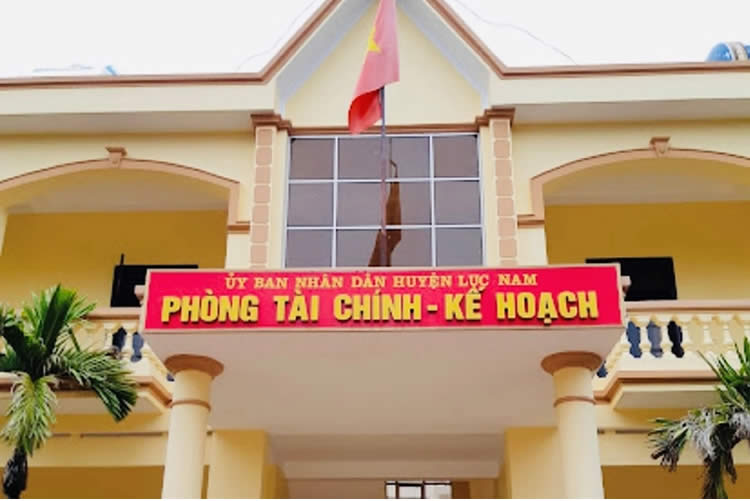 ỦY BAN NHÂN DÂN HUYỆN LỤC NAM
PHÒNG TÀI CHÍNH - KẾ HOẠCH